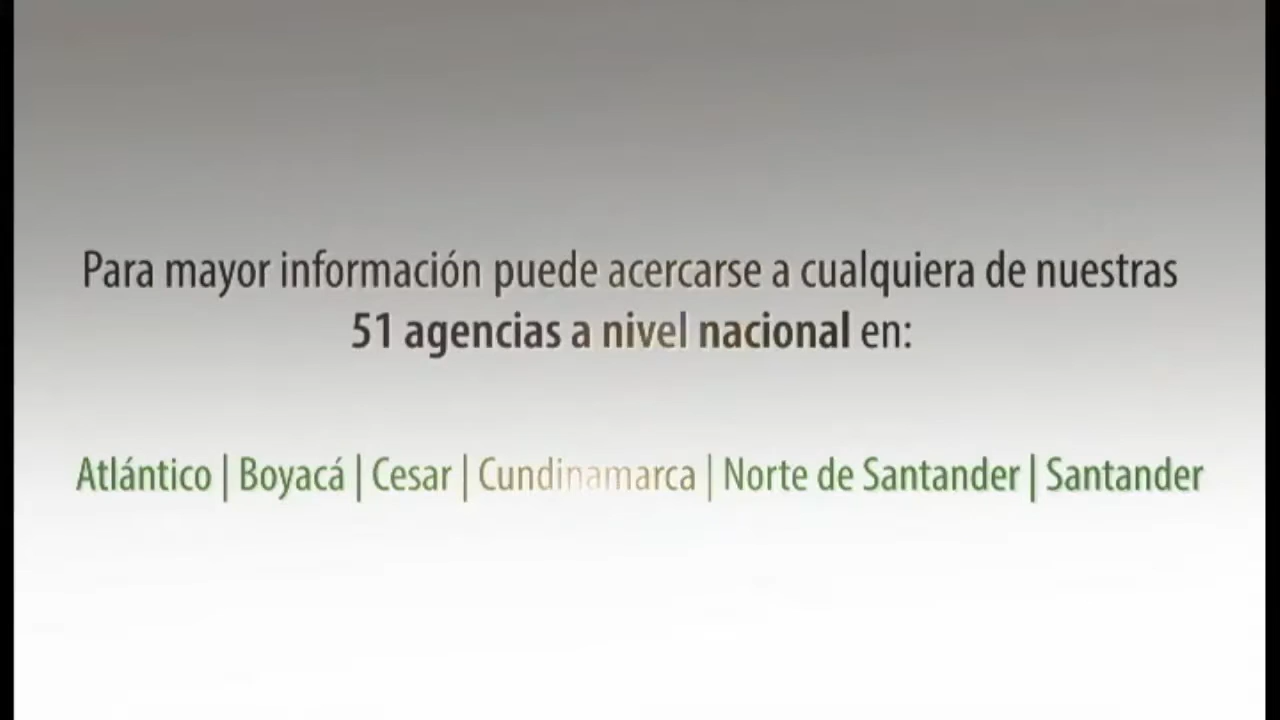 Para mayor información puede acercarse a cualquiera de nuestras
51 agencias a nivel nacional en:
Atlántico | Boyacá | Cesar | Cundinamarca | Norte de Santander | Santander